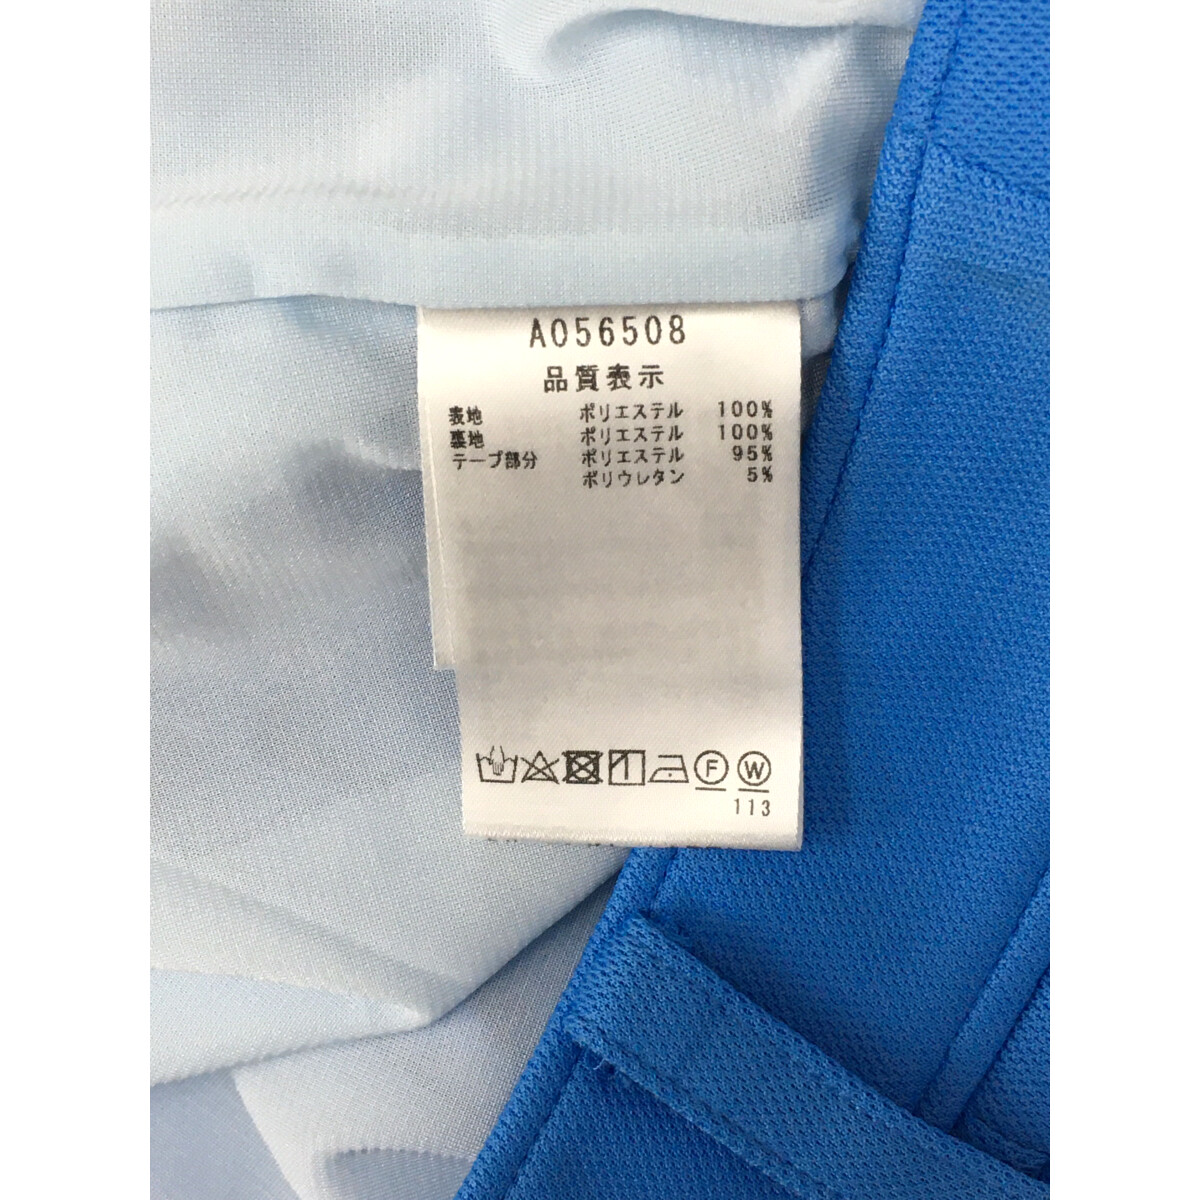 A056508
品質表示
表地 ポリエステル 100%
裏地 ポリエステル 100%
テープ部分 ポリエステル 95%
ポリウレタン 5%
F W
113